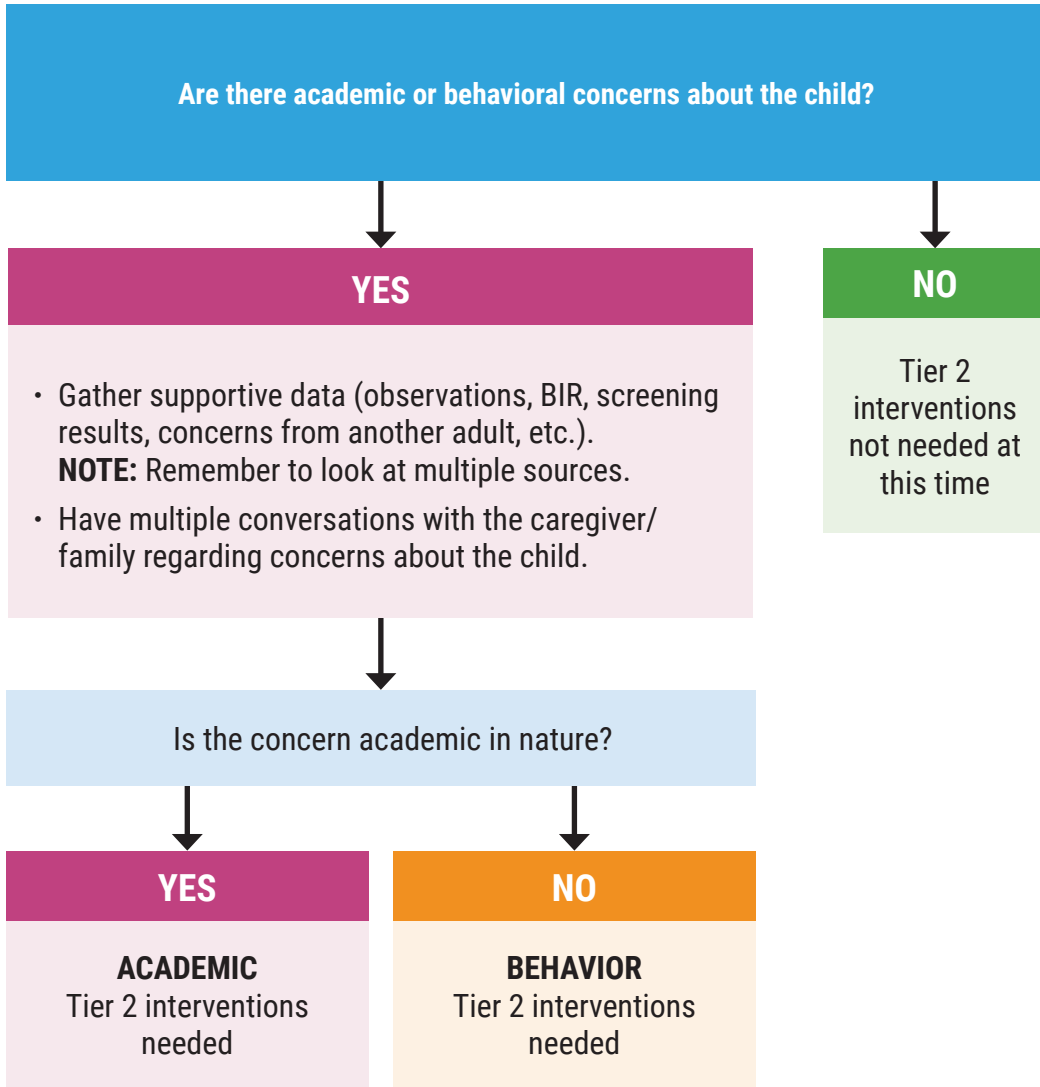 Are there academic or behavioral concerns about the child?
YES
• Gather supportive data (observations, BIR, screening
results, concerns from another adult, etc.).
NOTE: Remember to look at multiple sources.
• Have multiple conversations with the caregiver/
family regarding concerns about the child.
NO
Tier 2
interventions
not needed at
this time
Is the concern academic in nature?
YES
ACADEMIC
Tier 2 interventions
needed
NO
BEHAVIOR
Tier 2 interventions
needed